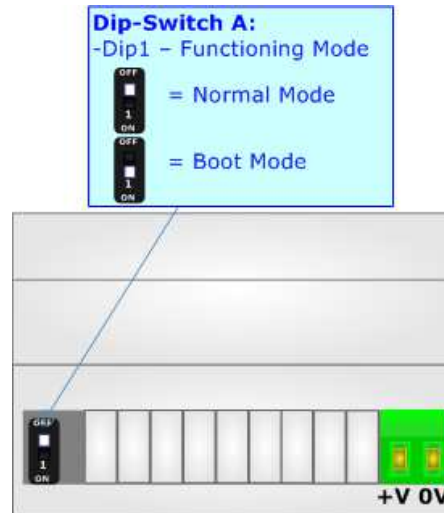 Dip-Switch A:
-Dip1 – Functioning Mode
OFF
1
ON
= Normal Mode
OFF
1
ON
= Boot Mode
OFF
1
ON
+V 0V